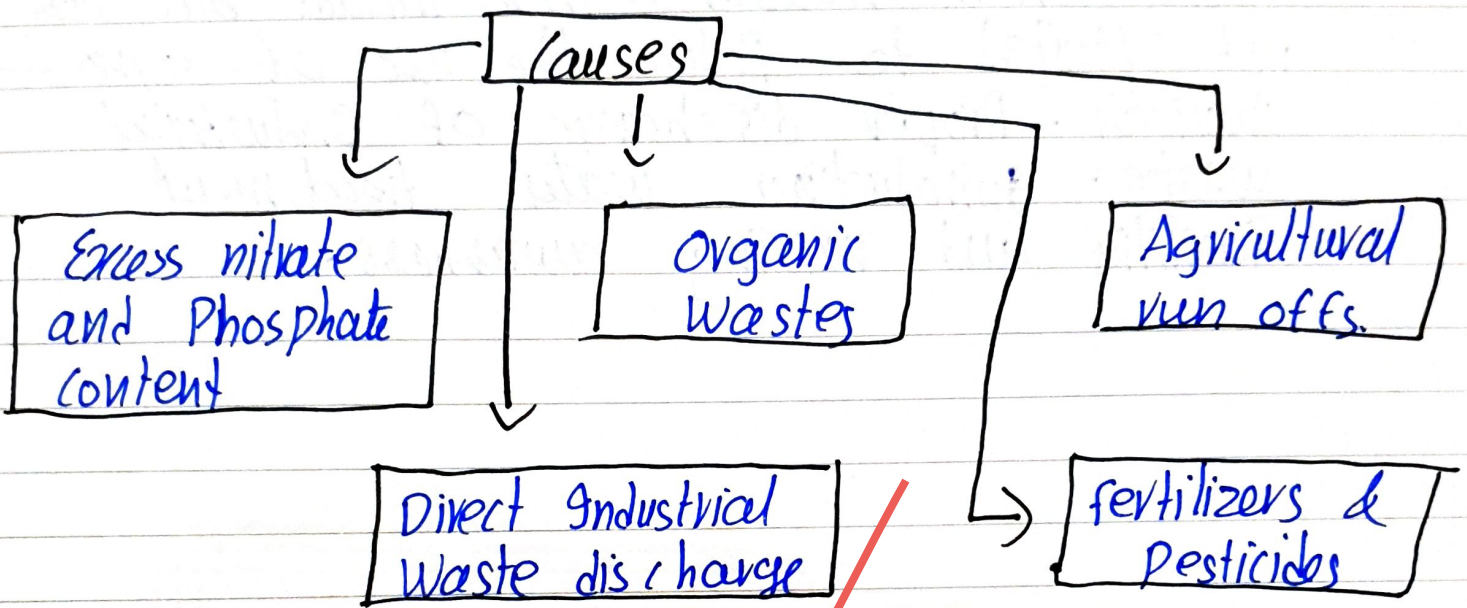 Causes
Excess nitrate
and Phosphate
content
Organic
Wastes
Agricultural
run offs.
Direct Industrial
Waste discharge
fertilizers &
Pesticides